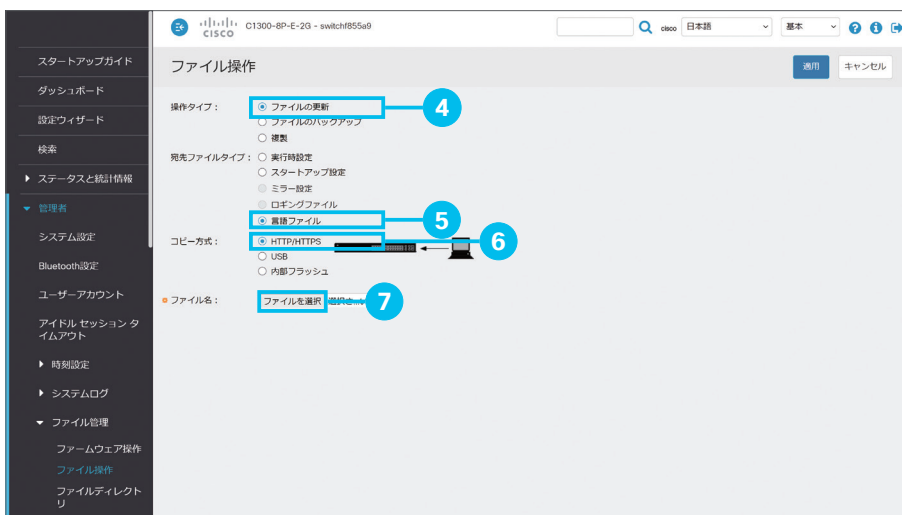 CISCO
C1300-8P-E-2G - switchf855a9
cisco
日本語
基本
スタートアップガイド
ダッシュボード
設定ウィザード
検索
ステータスと統計情報
管理者
システム設定
Bluetooth設定
ユーザーアカウント
アイドル セッション タ
イムアウト
時刻設定
システムログ
ファイル管理
ファームウェア操作
ファイル操作
ファイルディレクト
リ
ファイル操作
適用
キャンセル
操作タイプ：
ファイルの更新
4
ファイルのバックアップ
複製
宛先ファイルタイプ：
実行時設定
スタートアップ設定
ミラー設定
ロギングファイル
言語ファイル
5
コピー方式：
HTTP/HTTPS
6
USB
内部フラッシュ
ファイル名：
ファイルを選択
7